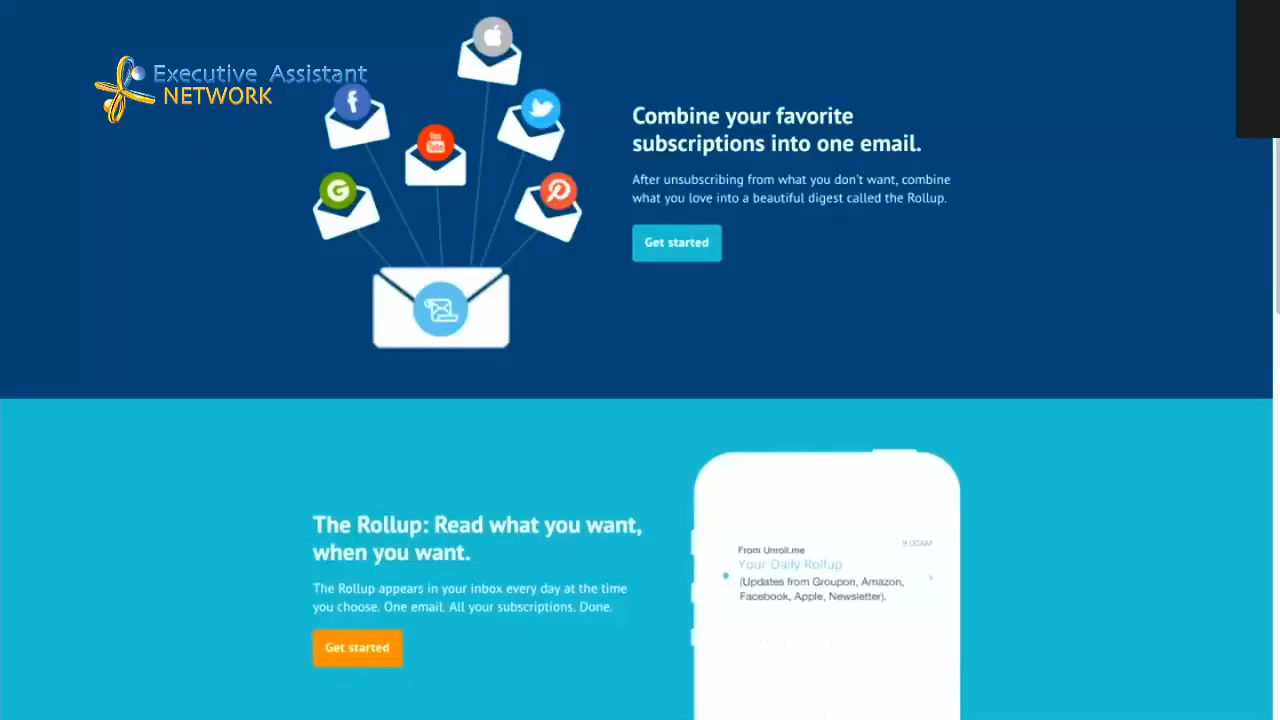 Executive Assistant
NETWORK
Combine your favorite
subscriptions into one email.
After unsubscribing from what you don't want, combine
what you love into a beautiful digest called the Rollup.
Get started
You
Tube
The Rollup: Read what you want,
when you want.
The Rollup appears in your inbox every day at the time
you choose. One email. All your subscriptions. Done.
Get started
9:00AM
From Unroll.me
Your Daily Rollup
(Updates from Groupon, Amazon,
Facebook, Apple, Newsletter).